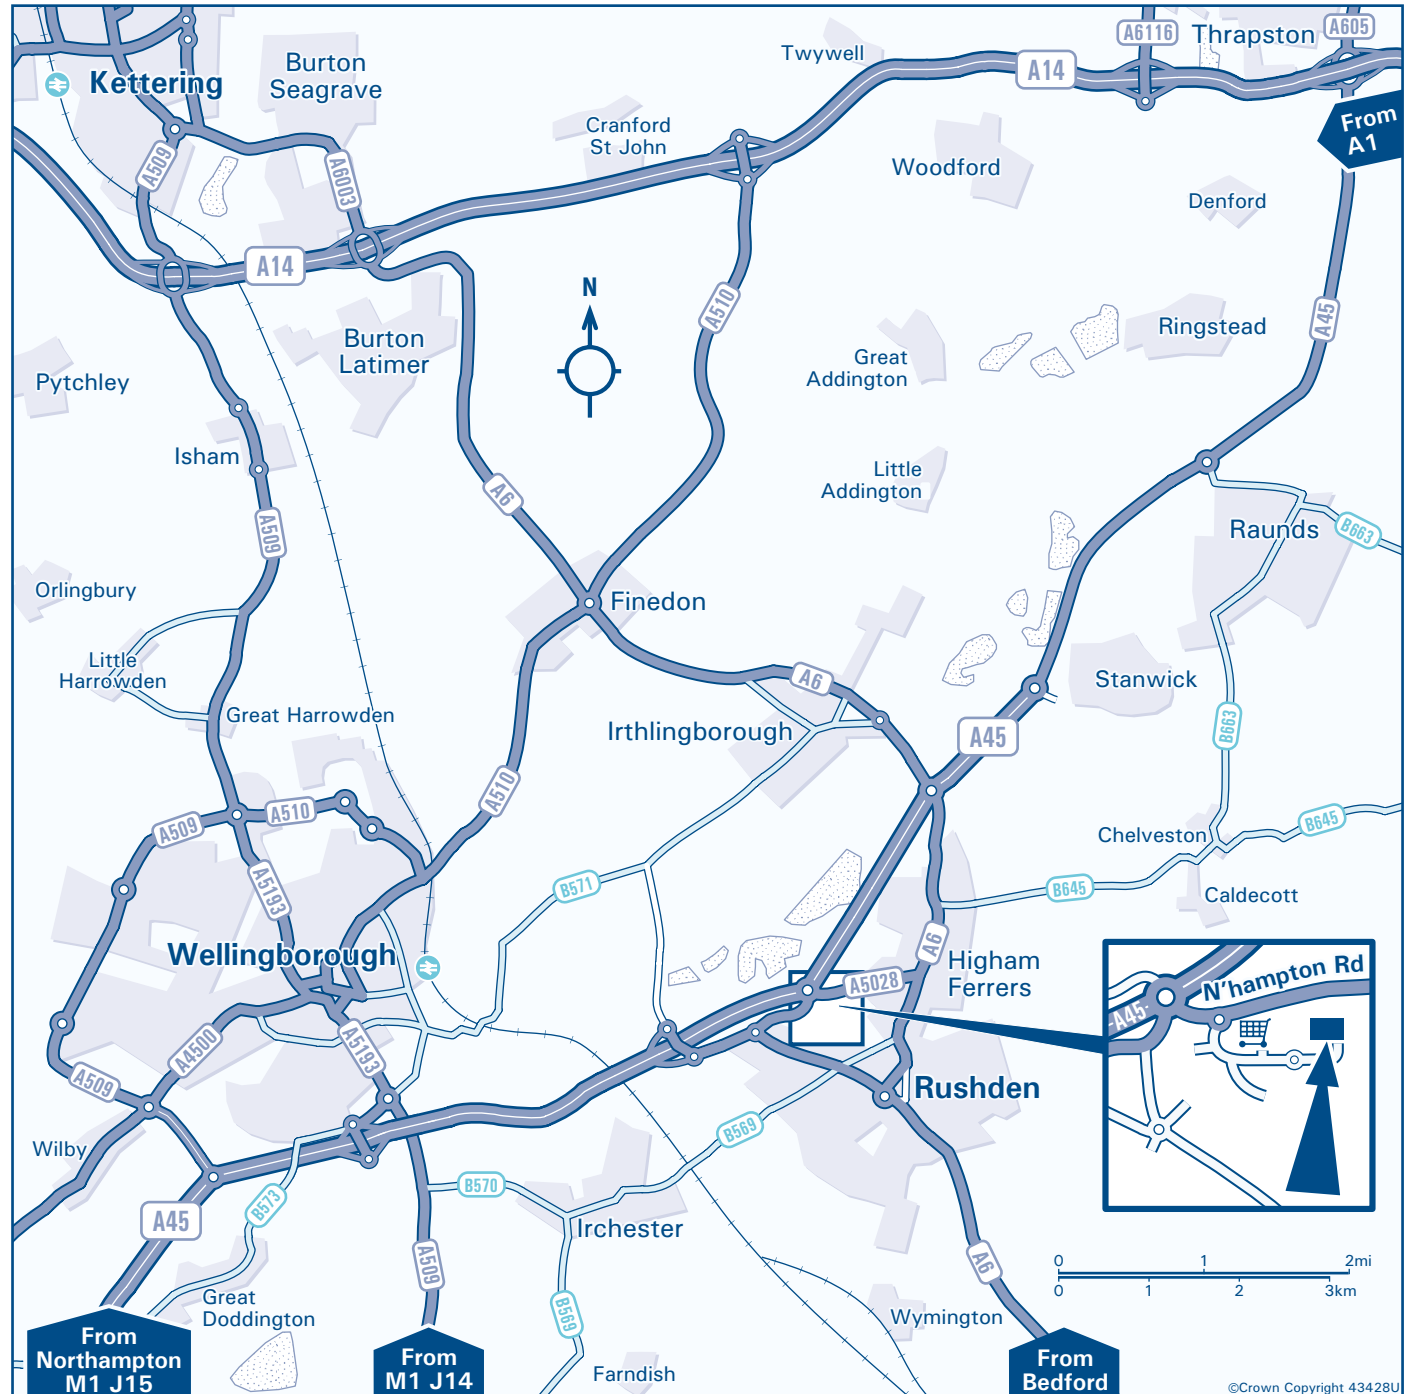 Kettering
Burton
Seagrave
Twywell
A14
A6116
Thrapston
A605
From
A1
Cranford
St John
Woodford
Denford
A509
A6003
A14
N
A510
A45
Burton
Latimer
Great
Addington
Ringstead
Pytchley
Isham
Little
Addington
A6
A509
Raunds
B663
Orlingbury
Finedon
Little
Harrowden
Great Harrowden
A6
Stanwick
B663
Irthlingborough
A45
A509
A510
A510
A5193
B571
Chelveston
B645
B645
Caldecott
Wellingborough
A6
Higham
Ferrers
A5028
N'hampton Rd
A45
A4500
A5193
A509
Rushden
B569
Wilby
A45
B573
B570
Irchester
A509
A6
0
1
2mi
0
1
2
3km
Great
Doddington
B569
Wymington
Farndish
From
Northampton
M1 J15
From
M1 J14
From
Bedford
©Crown Copyright 43428U